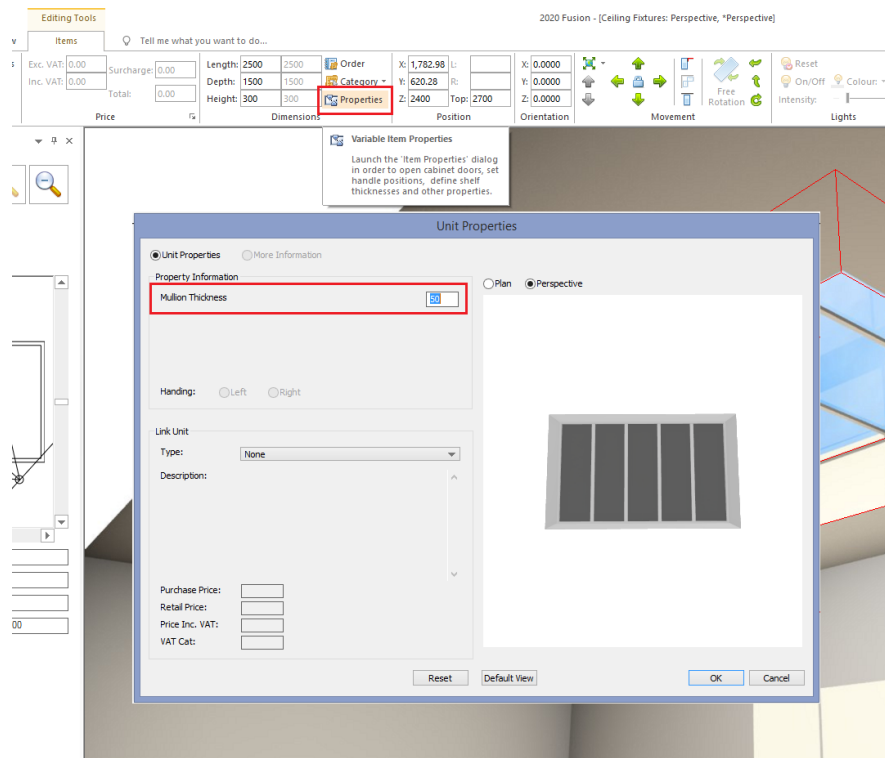 Editing Tools
2020 Fusion - [Ceiling Fixtures: Perspective, *Perspective]
Items
Tell me what you want to do...
Exc. VAT: 0.00
Inc. VAT: 0.00
Surcharge: 0.00
Total: 0.00
Price
Length: 2500 2500
Depth: 1500 1500
Height: 300 300
Order
Category
Properties
Dimensions
X: 1,782.98 L:
Y: 620.28 R:
Z: 2400 Top: 2700
Position
X: 0.0000
Y: 0.0000
Z: 0.0000
Orientation
Free
Rotation
Movement
Reset
On/Off Colour:
Intensity:
Lights
Variable Item Properties
Launch the 'Item Properties' dialog
in order to open cabinet doors, set
handle positions, define shelf
thicknesses and other properties.
Unit Properties
Unit Properties More Information
Property Information
Mullion Thickness 50
Handing: Left Right
Plan Perspective
Link Unit
Type: None
Description:
Purchase Price:
Retail Price:
Price Inc. VAT:
VAT Cat:
00
Reset Default View OK Cancel